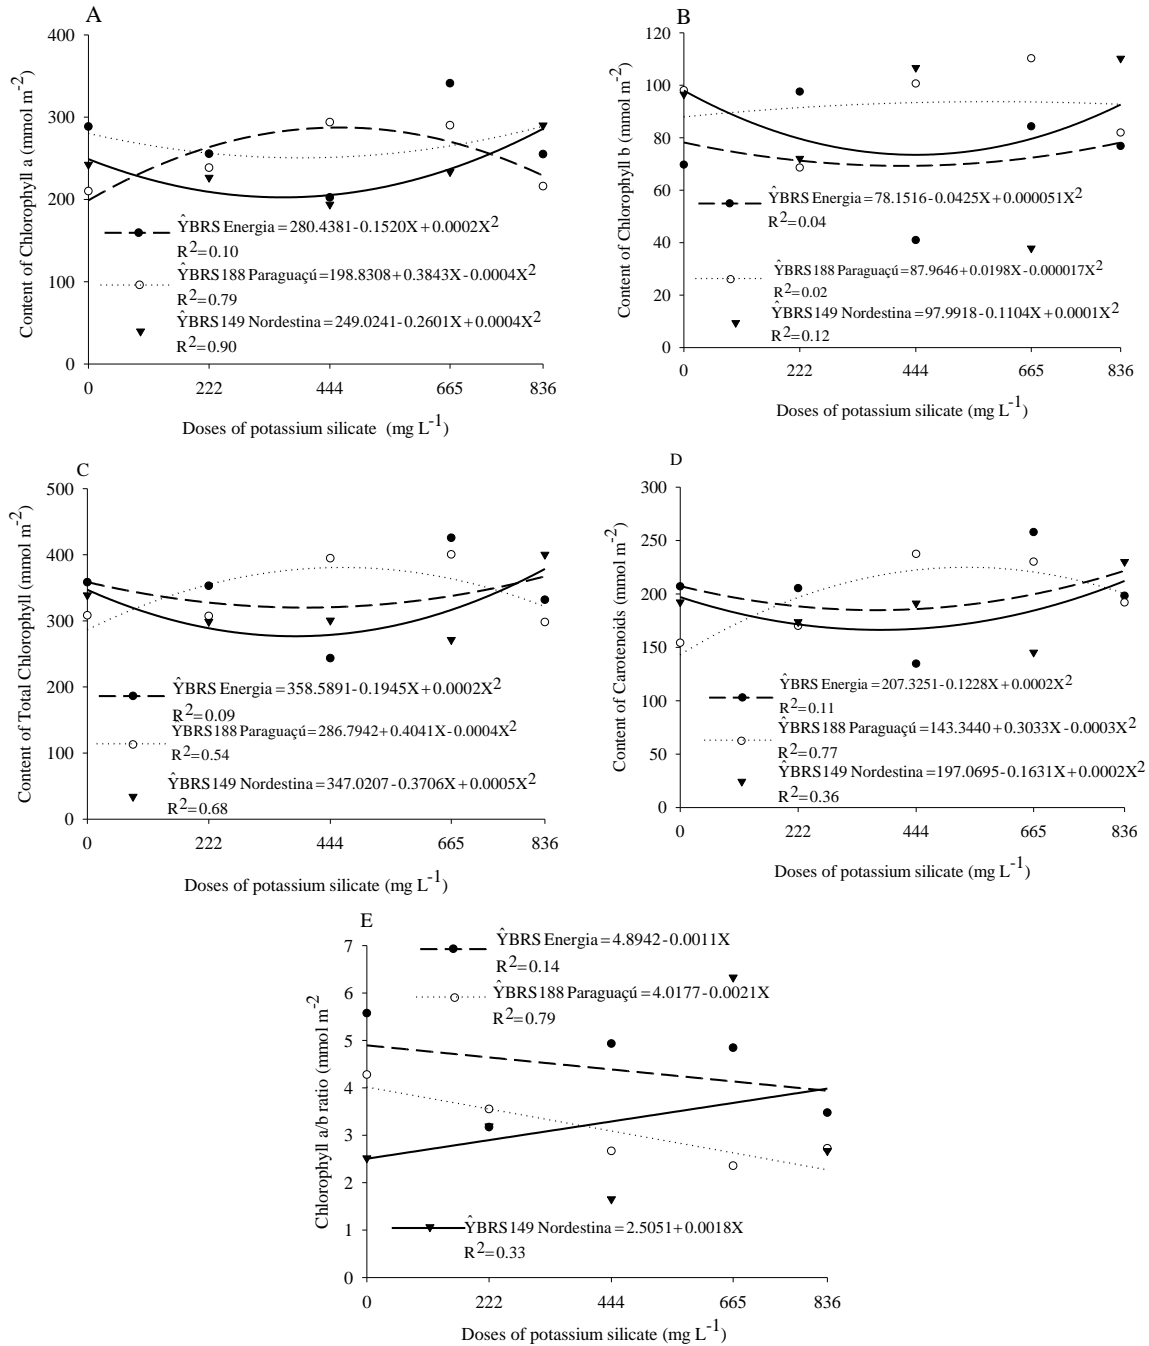 A
Content of Chlorophyll a (mmol m-2)
400
300
200
100
0
ŶBRS Energia=280.4381-0.1520X+0.0002X2
R2=0.10
ŶBRS188 Paraguaçú=198.8308+0.3843X-0.0004X2
R2=0.79
ŶBRS149 Nordestina=249.0241-0.2601X+0.0004X2
R2=0.90
0 222 444 665 836
Doses of potassium silicate (mg L-1)
B
Content of Chlorophyll b (mmol m-2)
120
100
80
60
40
20
0
ŶBRS Energia=78.1516-0.0425X+0.000051X2
R2=0.04
ŶBRS188 Paraguaçú=87.9646+0.0198X-0.000017X2
R2=0.02
ŶBRS149 Nordestina=97.9918-0.1104X+0.0001X2
R2=0.12
0 222 444 665 836
Doses of potassium silicate (mg L-1)
C
Content of Total Chlorophyll (mmol m-2)
500
400
300
200
100
0
ŶBRS Energia=358.5891-0.1945X+0.0002X2
R2=0.09
ŶBRS188 Paraguaçú=286.7942+0.4041X-0.0004X2
R2=0.54
ŶBRS149 Nordestina=347.0207-0.3706X+0.0005X2
R2=0.68
0 222 444 665 836
Doses of potassium silicate (mg L-1)
D
Content of Carotenoids (mmol m-2)
300
250
200
150
100
50
0
ŶBRS Energia=207.3251-0.1228X+0.0002X2
R2=0.11
ŶBRS188 Paraguaçú=143.3440+0.3033X-0.0003X2
R2=0.77
ŶBRS149 Nordestina=197.0695-0.1631X+0.0002X2
R2=0.36
0 222 444 665 836
Doses of potassium silicate (mg L-1)
E
Chlorophyll a/b ratio (mmol m-2
7
6
5
4
3
2
1
0
ŶBRS Energia=4.8942-0.0011X
R2=0.14
ŶBRS188 Paraguaçú=4.0177-0.0021X
R2=0.79
ŶBRS149 Nordestina=2.5051+0.0018X
R2=0.33
0 222 444 665 836
Doses of potassium silicate (mg L-1)